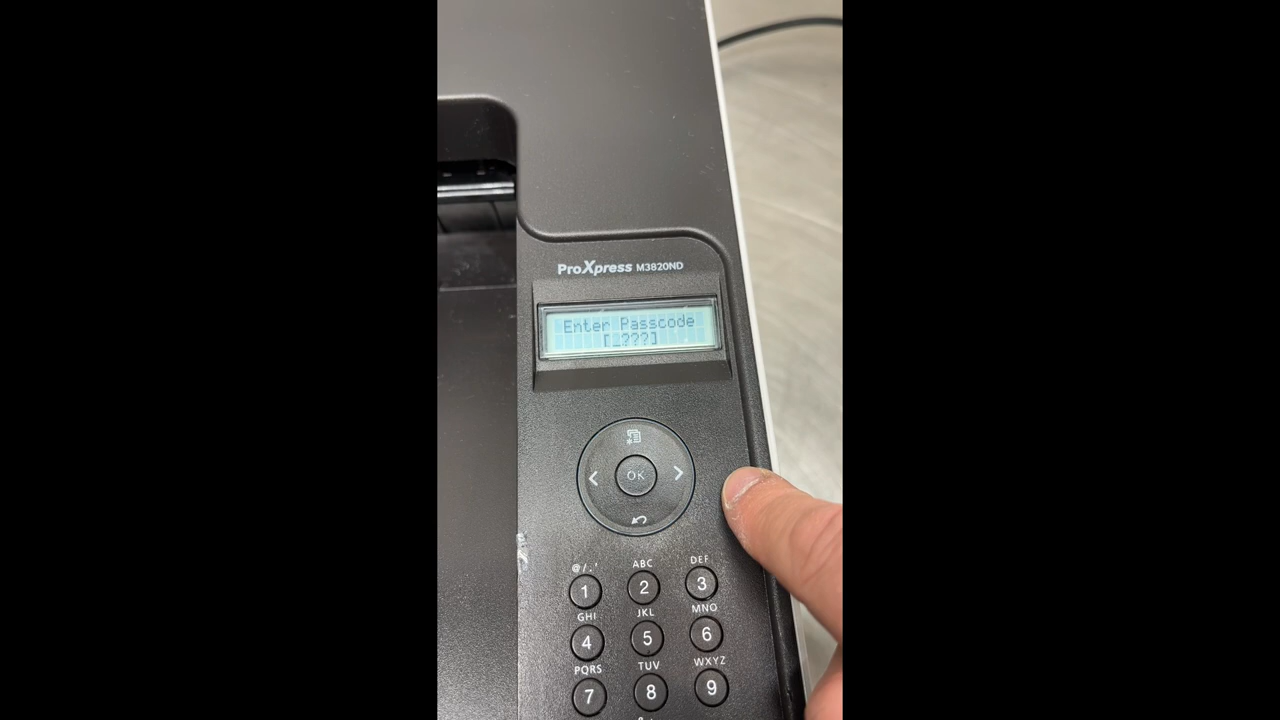 ProXpress M3820ND
Enter Passcode
[_???]
OK
@/.' ABC DEF
1 2 3
GHI JKL MNO
4 5 6
PQRS TUV WXYZ
7 8 9